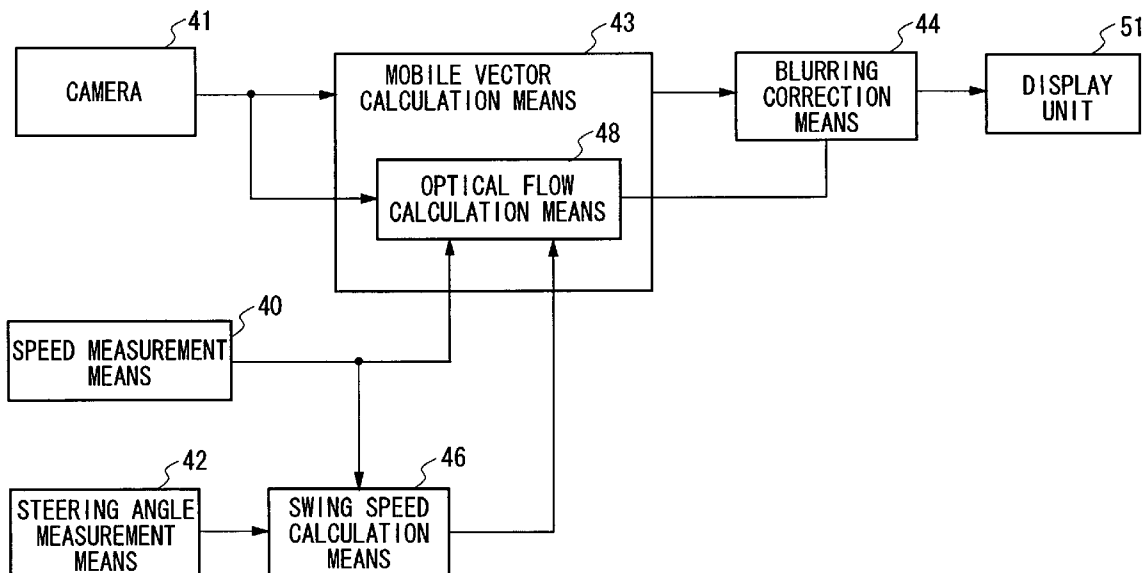 41
CAMERA
43
MOBILE VECTOR
CALCULATION MEANS
48
OPTICAL FLOW
CALCULATION MEANS
44
BLURRING
CORRECTION
MEANS
51
DISPLAY
UNIT
40
SPEED MEASUREMENT
MEANS
42
STEERING ANGLE
MEASUREMENT
MEANS
46
SWING SPEED
CALCULATION
MEANS